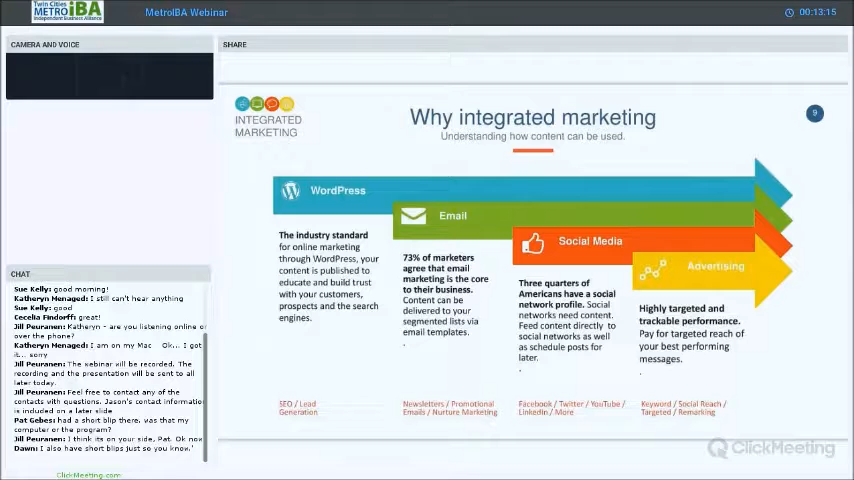 Twin Cities
METRO iBA
Independent Business Alliance
MetroIBA Webinar
00:13:15
CAMERA AND VOICE
SHARE
INTEGRATED
MARKETING
Why integrated marketing
Understanding how content can be used.
9
WordPress
Email
Social Media
Advertising
The industry standard
for online marketing
through WordPress, your
content is published to
educate and build trust
with your customers,
prospects and the search
engines.
73% of marketers
agree that email
marketing is the core
to their business.
Content can be
delivered to your
segmented lists via
email templates.
.
Three quarters of
Americans have a social
network profile. Social
networks need content.
Feed content directly to
social networks as well
as schedule posts for
later.
.
Highly targeted and
trackable performance.
Pay for targeted reach of
your best performing
messages.
.
SEO / Lead
Generation
Newsletters / Promotional
Emails / Nurture Marketing
Facebook / Twitter / YouTube /
LinkedIn / More
Keyword / Social Reach /
Targeted / Remarking
CHAT
Sue Kelly: good morning!
Katheryn Menaged: I still can't hear anything
Sue Kelly: good
Cecelia Findorff: great!
Jill Peuranen: Katheryn - are you listening online or
over the phone?
Katheryn Menaged: I am on my Mac Ok... I got
it... sorry
Jill Peuranen: The webinar will be recorded. The
recording and the presentation will be sent to all
later today.
Jill Peuranen: Feel free to contact any of the
contacts with questions. Jason's contact information
is included on a later slide
Pat Gebes: had a short blip there, was that my
computer or the program?
Jill Peuranen: I think its on your side, Pat. Ok now
Dawn: I also have short blips just so you know.'
ClickMeeting.com
ClickMeeting